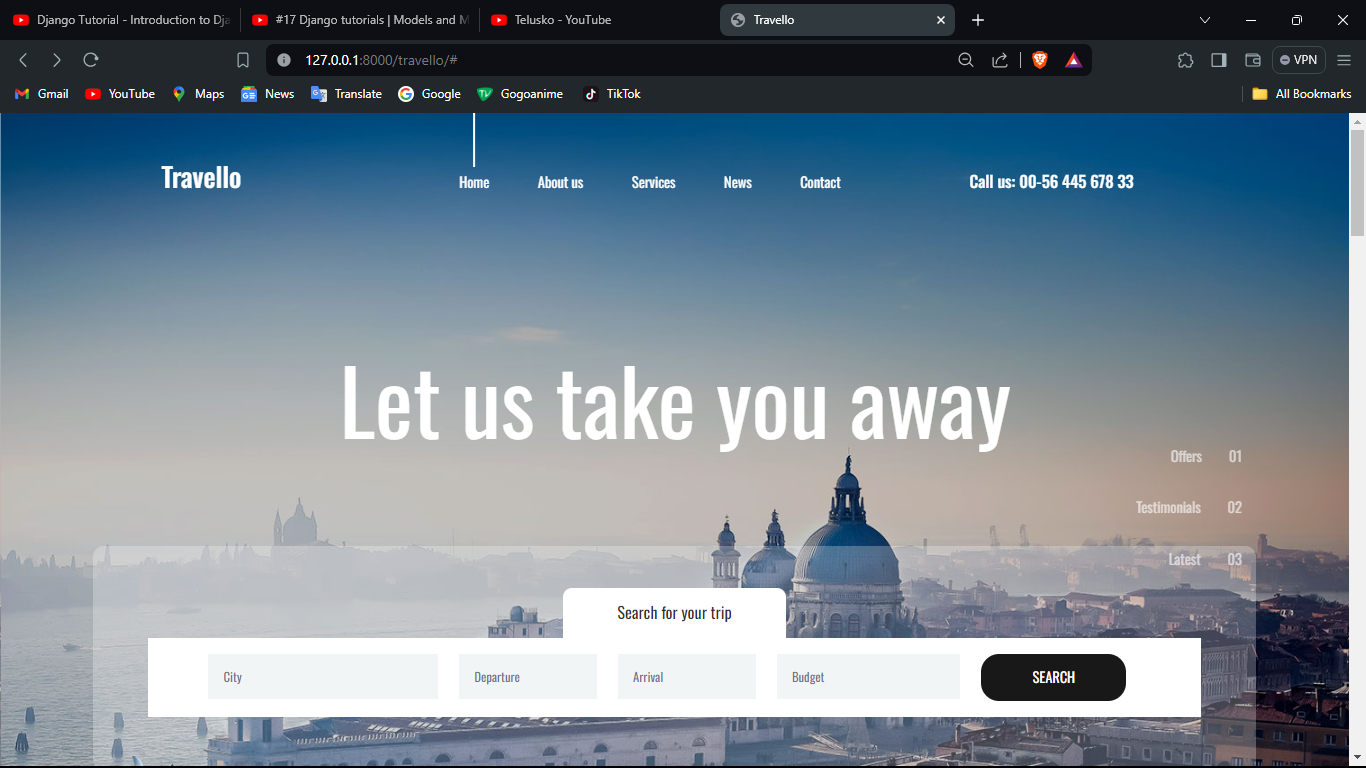 Django Tutorial - Introduction to Dja
#17 Django tutorials | Models and M
Telusko - YouTube
Travello
127.0.0.1:8000/travello/#
VPN
Gmail
YouTube
Maps
News
Translate
Google
Gogoanime
TikTok
All Bookmarks
Travello
Home
About us
Services
News
Contact
Call us: 00-56 445 678 33
Let us take you away
Offers 01
Testimonials 02
Latest 03
Search for your trip
City
Departure
Arrival
Budget
SEARCH